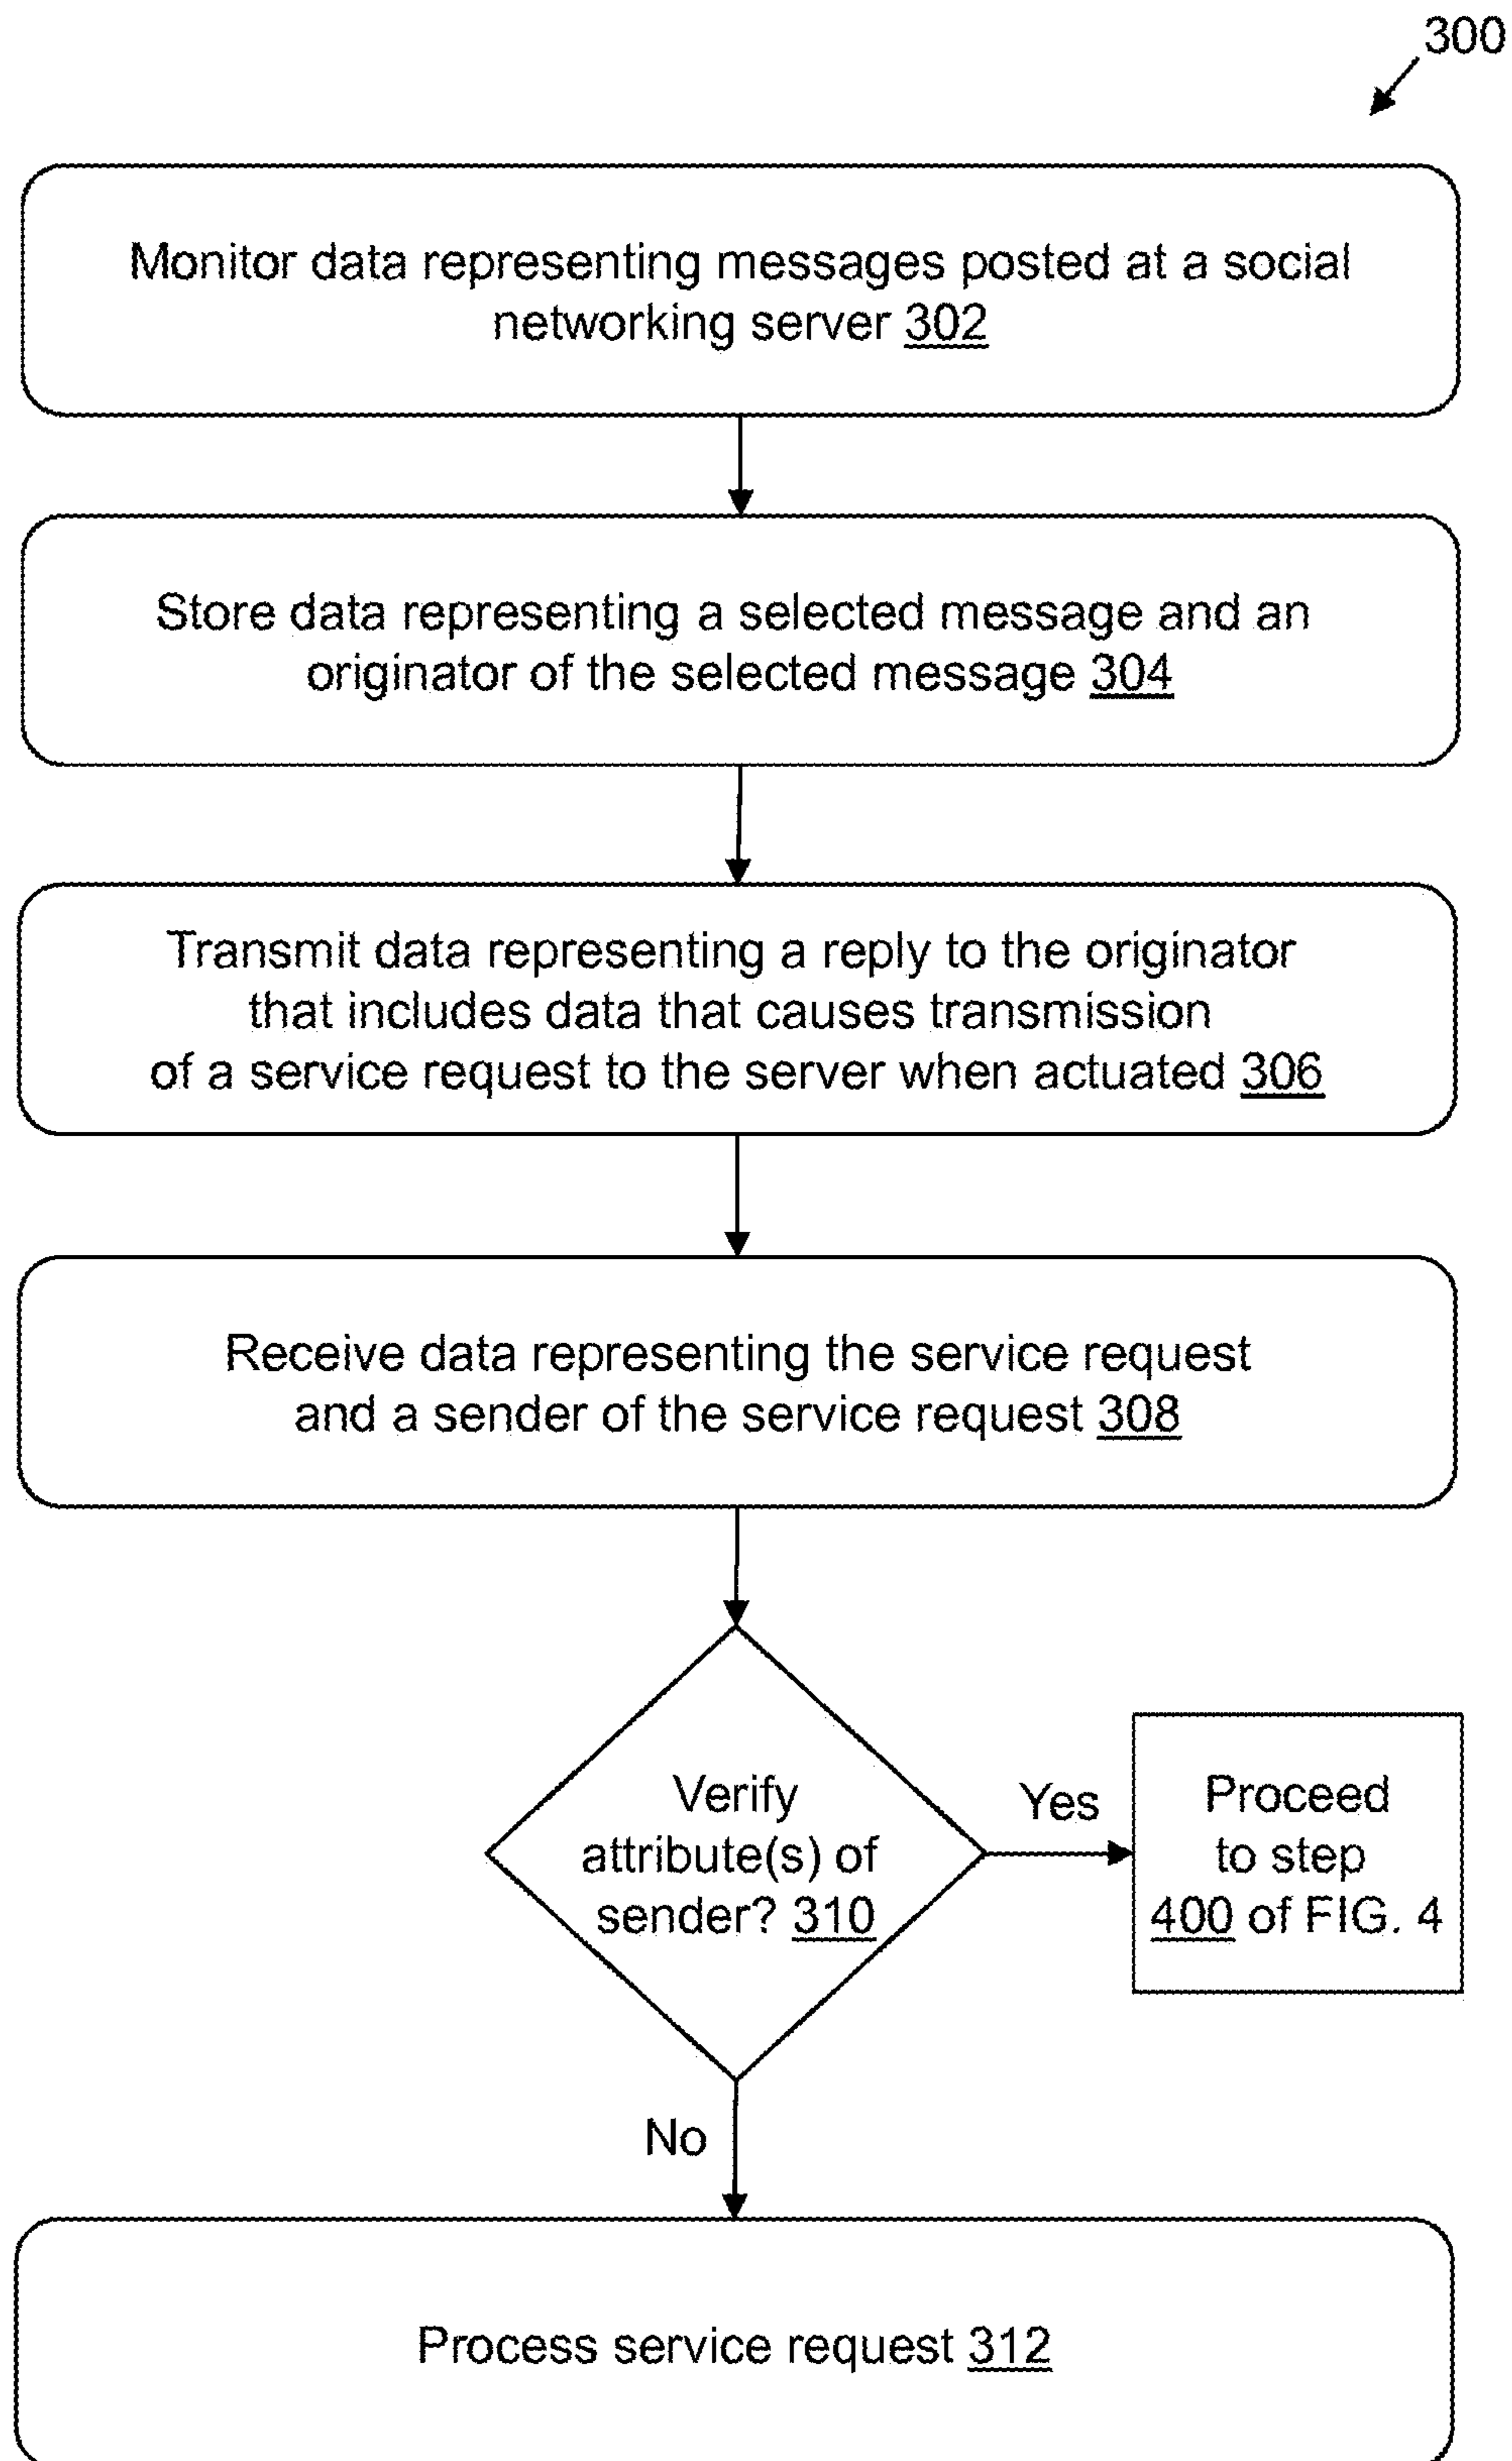 300
Monitor data representing messages posted at a social
networking server 302
Store data representing a selected message and an
originator of the selected message 304
Transmit data representing a reply to the originator
that includes data that causes transmission
of a service request to the server when actuated 306
Receive data representing the service request
and a sender of the service request 308
Verify
attribute(s) of
sender? 310
Yes
Proceed
to step
400 of FIG. 4
No
Process service request 312